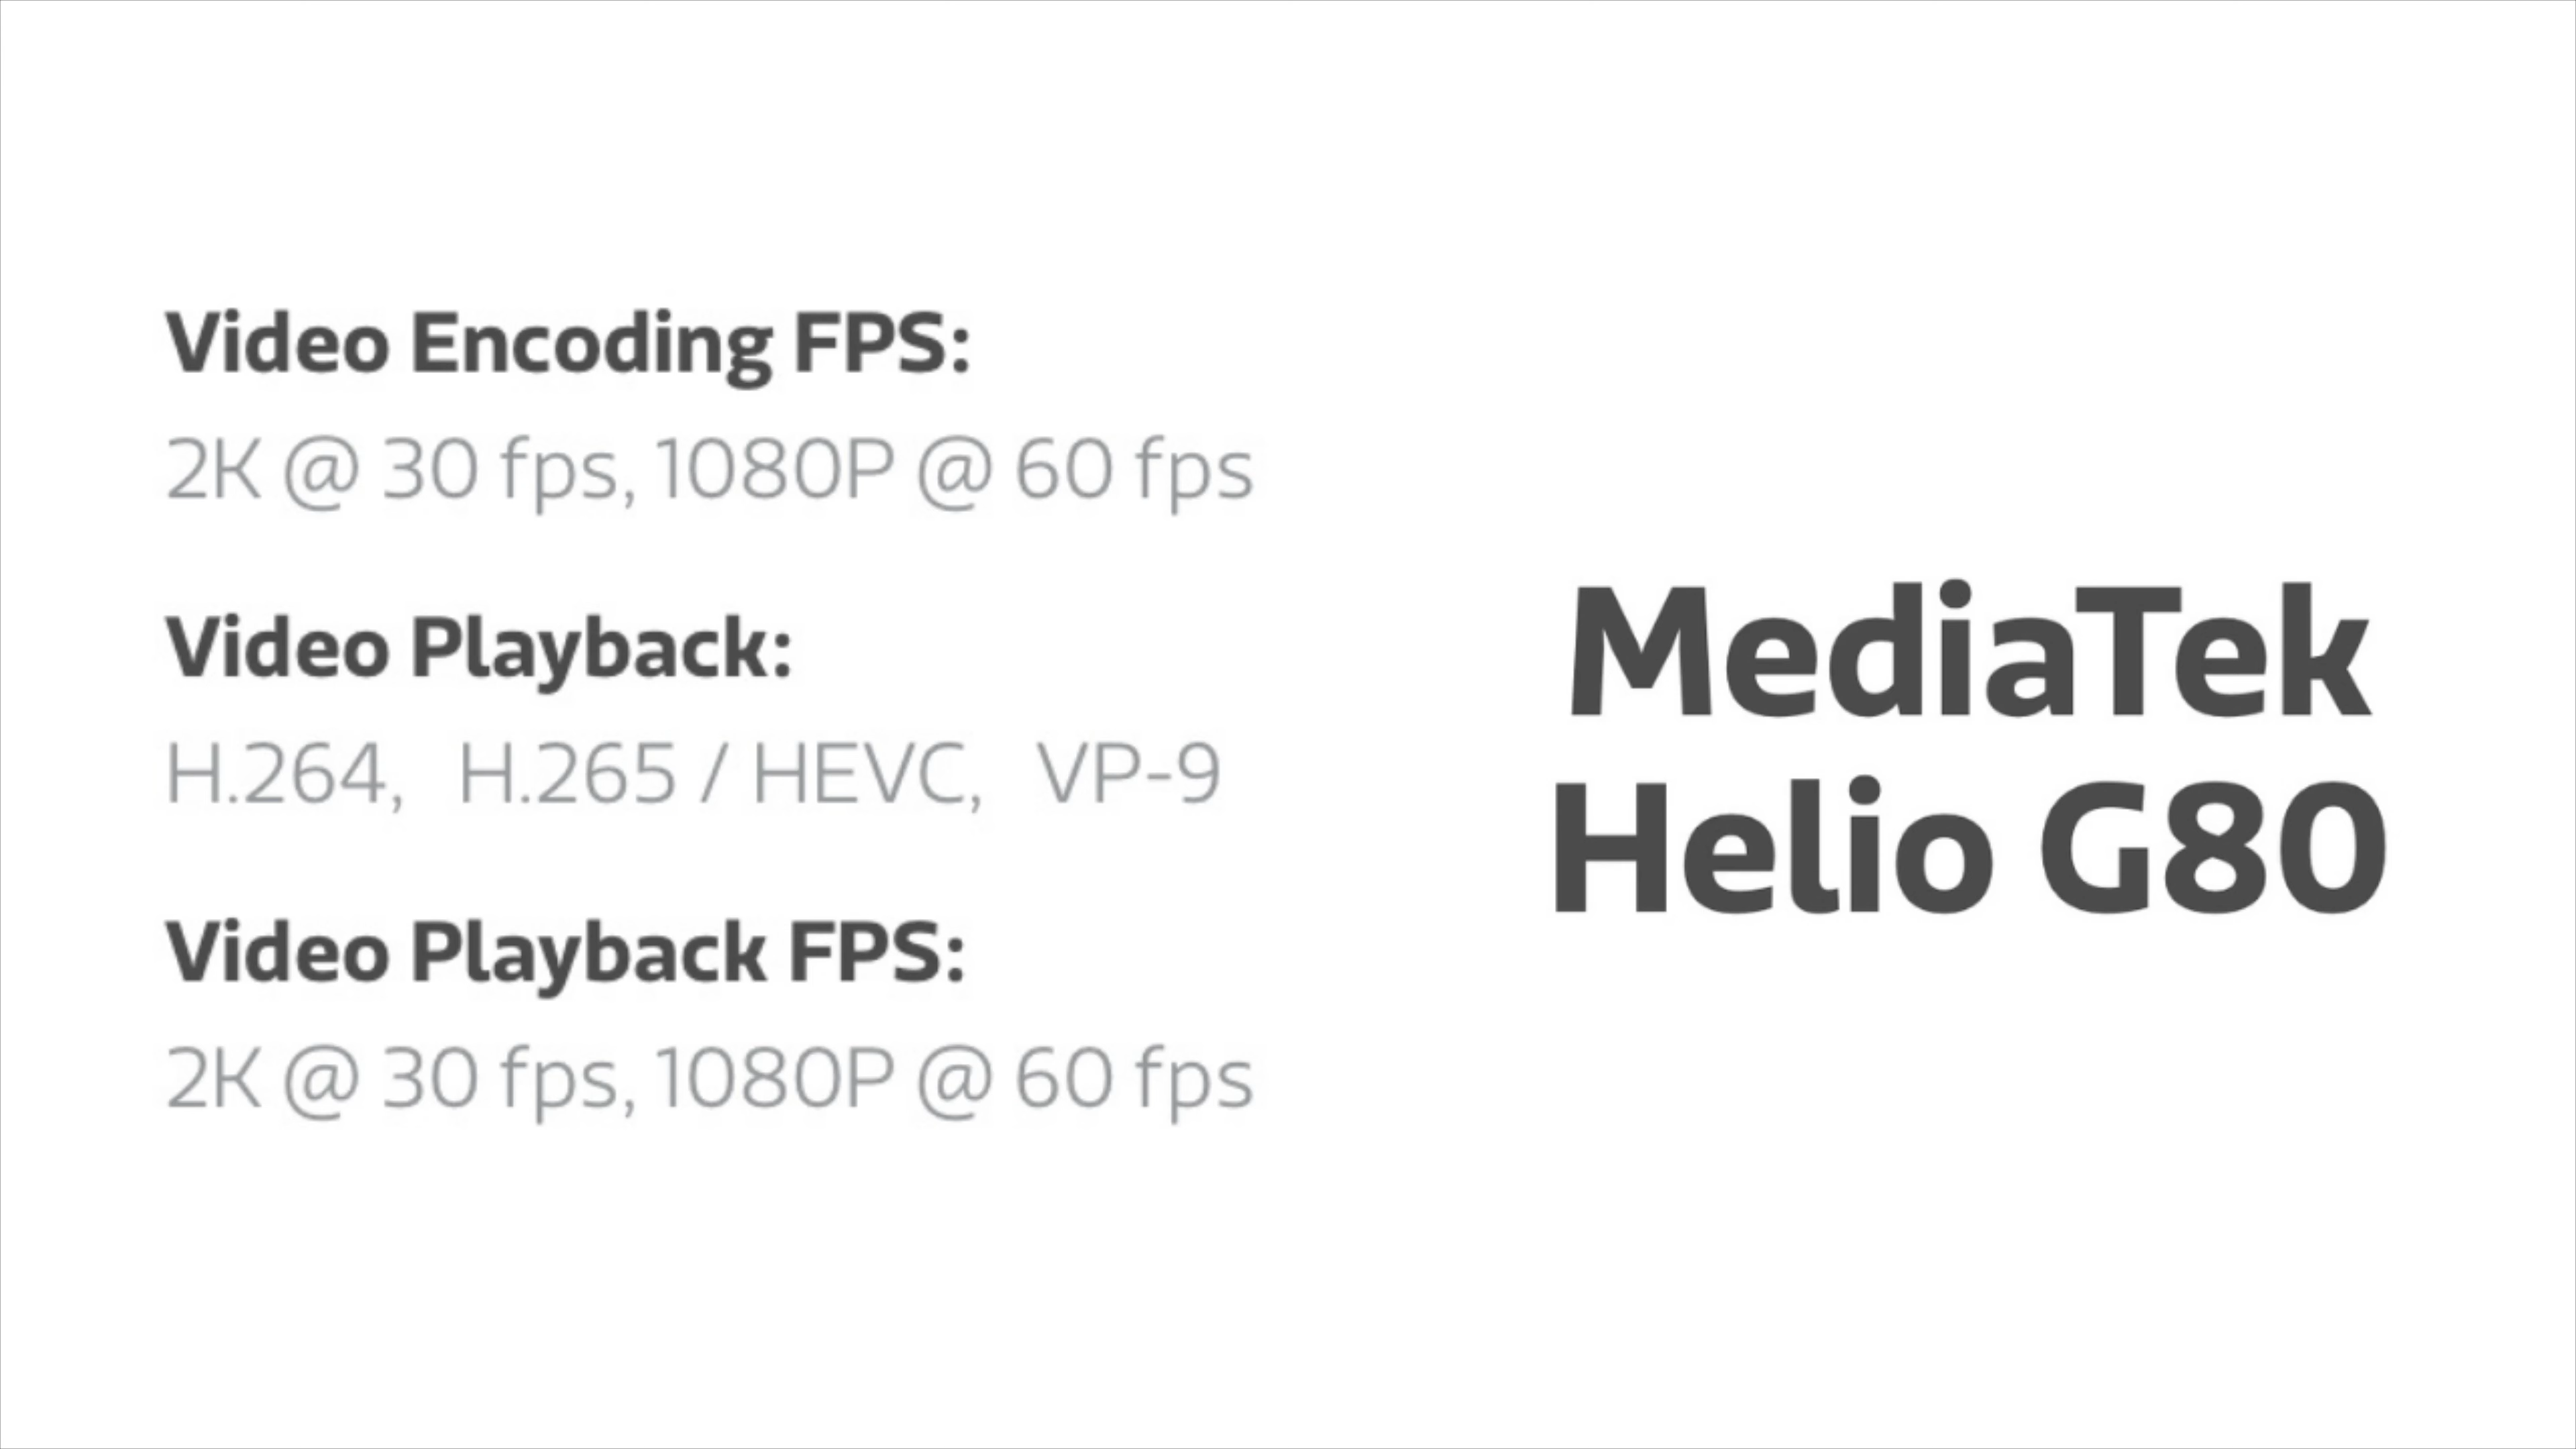 Video Encoding FPS:
2K @ 30 fps, 1080P @ 60 fps
Video Playback:
H.264, H.265 / HEVC, VP-9
Video Playback FPS:
2K @ 30 fps, 1080P @ 60 fps
MediaTek
Helio G80